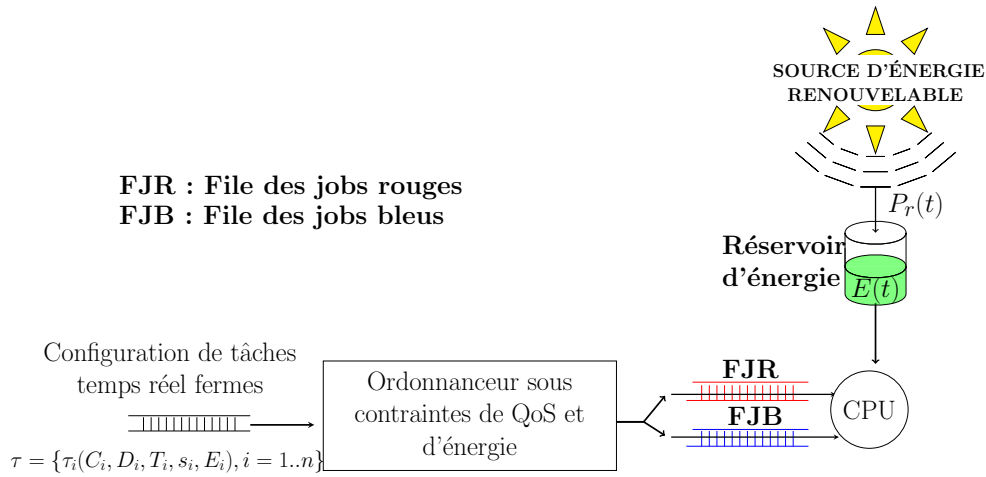 SOURCE D'ÉNERGIE
RENOUVELABLE
FJR : File des jobs rouges
FJB : File des jobs bleus
P_r(t)
Réservoir
d'énergie
E(t)
Configuration de tâches
temps réel fermes
Ordonnanceur sous
contraintes de QoS et
d'énergie
FJR
FJB
CPU
τ = {τ_i(C_i, D_i, T_i, s_i, E_i), i = 1..n}